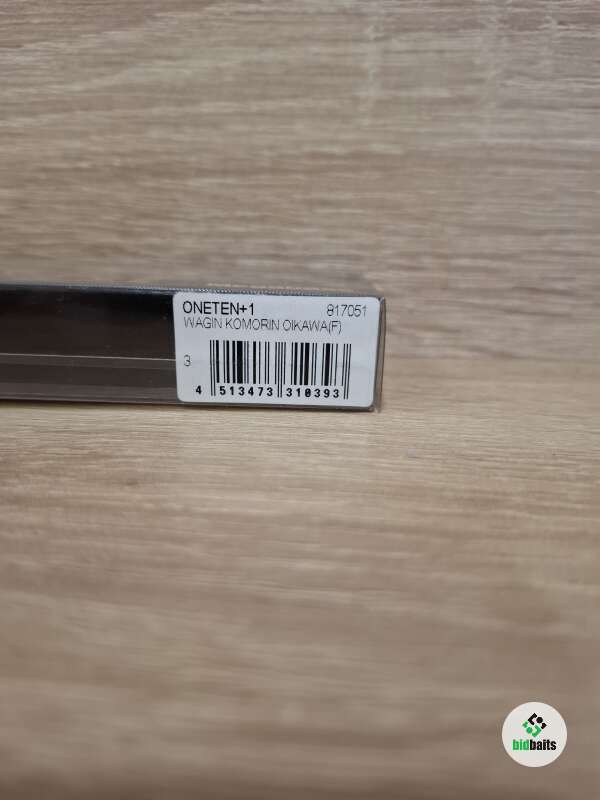 ONETEN+1 817051
WAGIN KOMORIN OIKAWA(F)
3
4 513473 310393
bidbaits